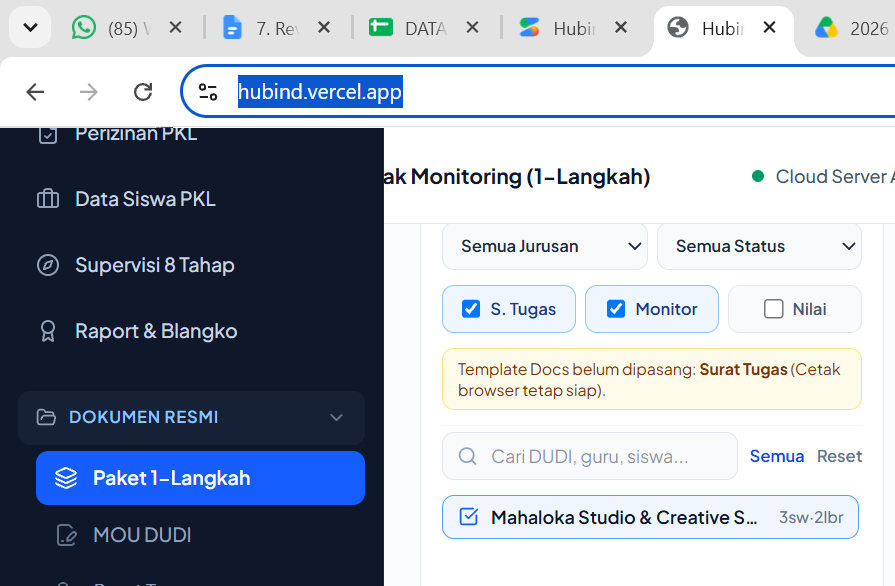 (85)
7. Rev
DATA
Hubin
Hubin
2026
hubind.vercel.app
Perizinan PKL
Data Siswa PKL
Supervisi 8 Tahap
Raport & Blangko
DOKUMEN RESMI
Paket 1-Langkah
MOU DUDI
ak Monitoring (1-Langkah)
Cloud Server A
Semua Jurusan
Semua Status
S. Tugas
Monitor
Nilai
Template Docs belum dipasang: Surat Tugas (Cetak
browser tetap siap).
Cari DUDI, guru, siswa...
Semua
Reset
Mahaloka Studio & Creative S...
3sw·2lbr